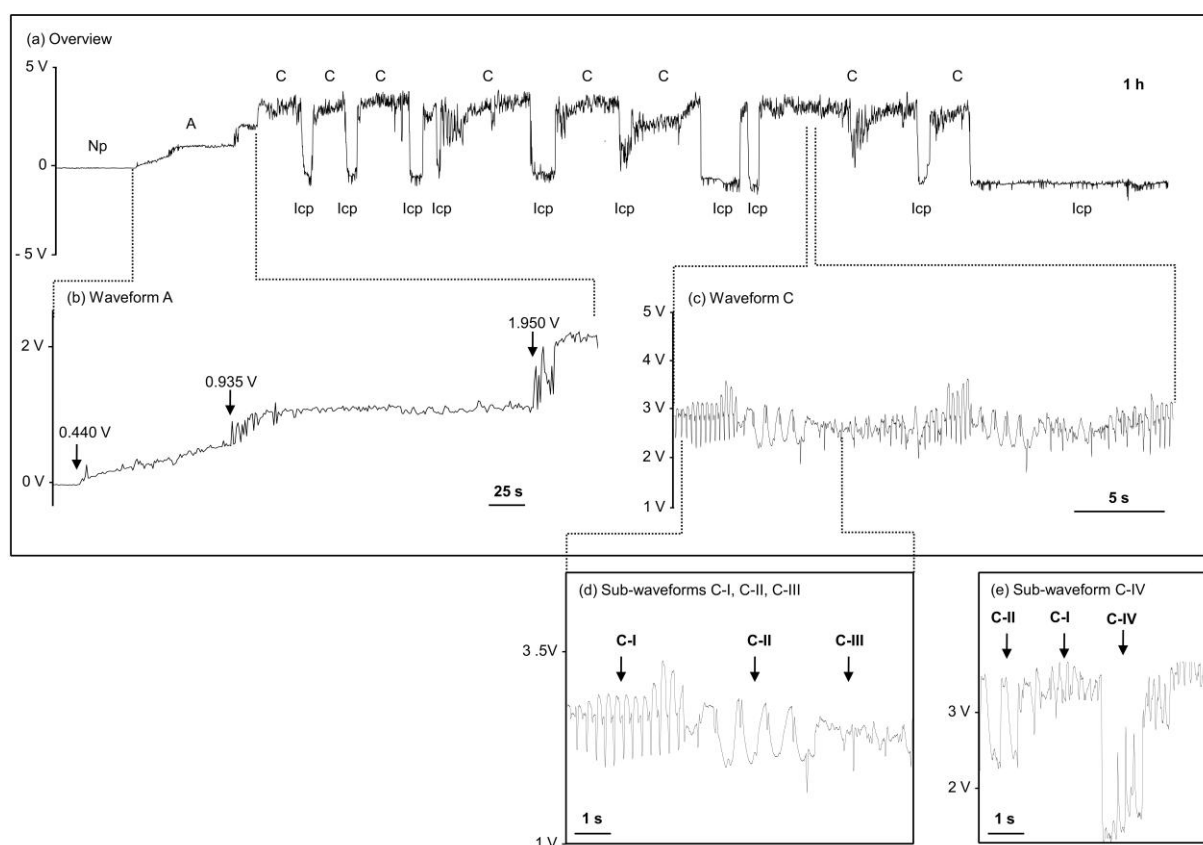 (a) Overview
5 V
0
- 5 V
Np
A
C C C C C C C C
1 h
Icp Icp Icp Icp Icp Icp Icp Icp Icp Icp
(b) Waveform A
2 V
0 V
0.440 V
0.935 V
1.950 V
25 s
(c) Waveform C
5 V
4 V
3 V
2 V
1 V
5 s
(d) Sub-waveforms C-I, C-II, C-III
3 .5V
1 V
C-I C-II C-III
1 s
(e) Sub-waveform C-IV
C-II C-I C-IV
3 V
2 V
1 s